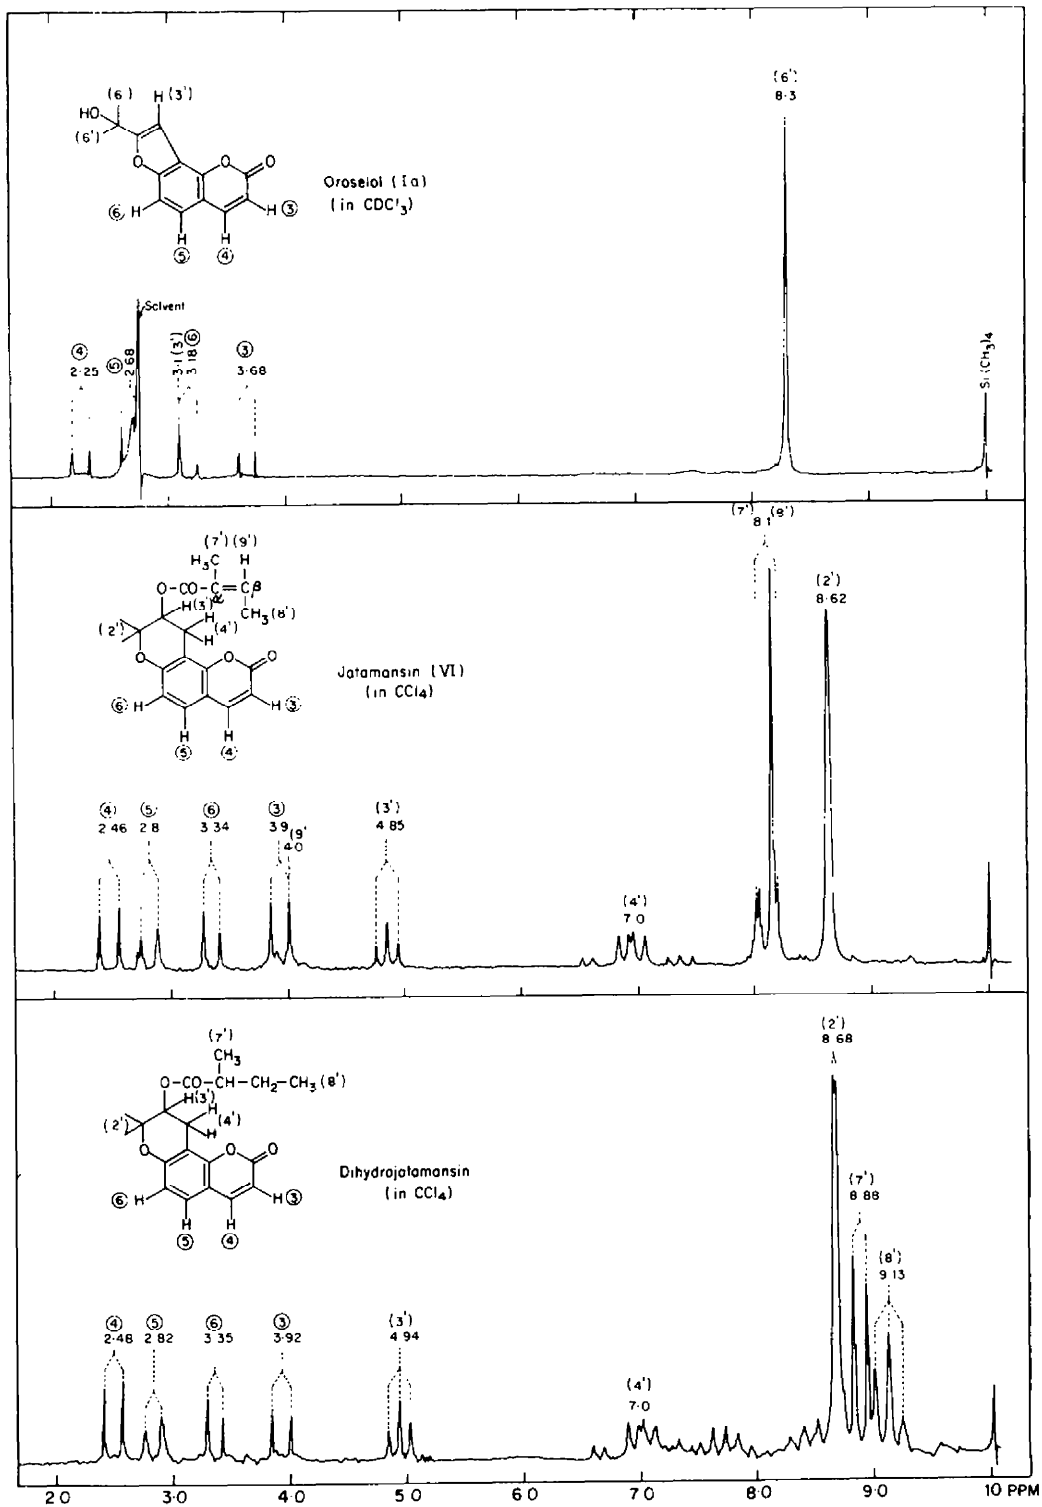 (6')
8.3
(6) H (3')
HO
(6')
O O O
Oroselol (Ia)
(in CDCl3)
⑥ H H ③
H H
⑤ ④
Solvent
④ ⑤ 2.68 3.1 (3') 3.18 ⑥ ③
2.25 3.68
Si(CH3)4
(7') 8.1 (8')
(7') (9')
H3C H
(2')
8.62
O-CO-C=C
α β
H(3') CH3(8')
H
(2') H (4')
O O O
Jatamansin (VI)
(in CCl4)
⑥ H H ③
H H
⑤ ④
④ ⑤ ⑥ ③ (3')
2.46 2.8 3.34 3.9 (9' 4.85
4.0
(4')
7.0
(2')
8.68
(7')
CH3
O-CO-CH-CH2-CH3(8')
H(3')
H
(2') H (4')
O O O
Dihydrojatamansin
(in CCl4)
⑥ H H ③
H H
⑤ ④
(7')
8.88
(8')
9.13
④ ⑤ ⑥ ③ (3')
2.48 2.82 3.35 3.92 4.94
(4')
7.0
2.0 3.0 4.0 5.0 6.0 7.0 8.0 9.0 10 PPM